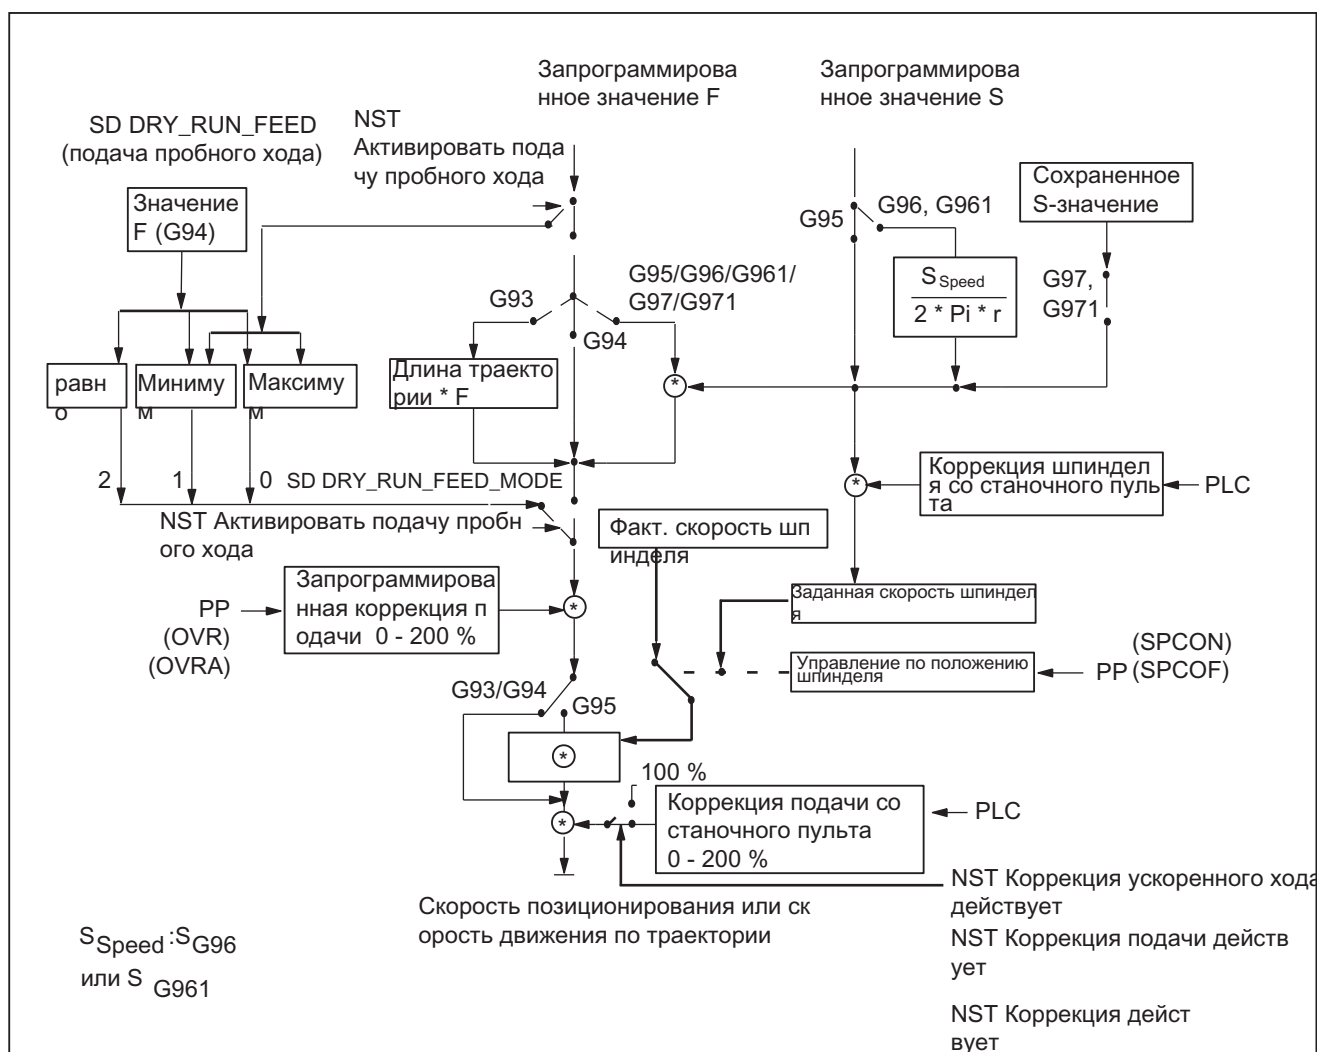 Запрограммирова
нное значение F
Запрограммирова
нное значение S
SD DRY_RUN_FEED
(подача пробного хода)
NST
Активировать пода
чу пробного хода
Значение
F (G94)
Сохраненное
S-значение
G95
G96, G961
G97,
G971
S Speed
2 * Pi * r
G93
G94
G95/G96/G961/
G97/G971
равн
о
Миниму
м
Максиму
м
Длина траекто
рии * F
*
2
1
0
SD DRY_RUN_FEED_MODE
NST Активировать подачу пробн
ого хода
Коррекция шпиндел
я со станочного пуль
та
PLC
*
Факт. скорость шп
инделя
PP
(OVR)
(OVRA)
Запрограммирова
нная коррекция п
одачи 0 - 200 %
*
Заданная скорость шпиндел
я
Управление по положению
шпинделя
PP
(SPCON)
(SPCOF)
G93/G94
G95
*
100 %
*
Коррекция подачи со
станочного пульта
0 - 200 %
PLC
NST Коррекция ускоренного хода
действует
NST Коррекция подачи действ
ует
NST Коррекция дейст
вует
Скорость позиционирования или ск
орость движения по траектории
S Speed :S G96
или S G961